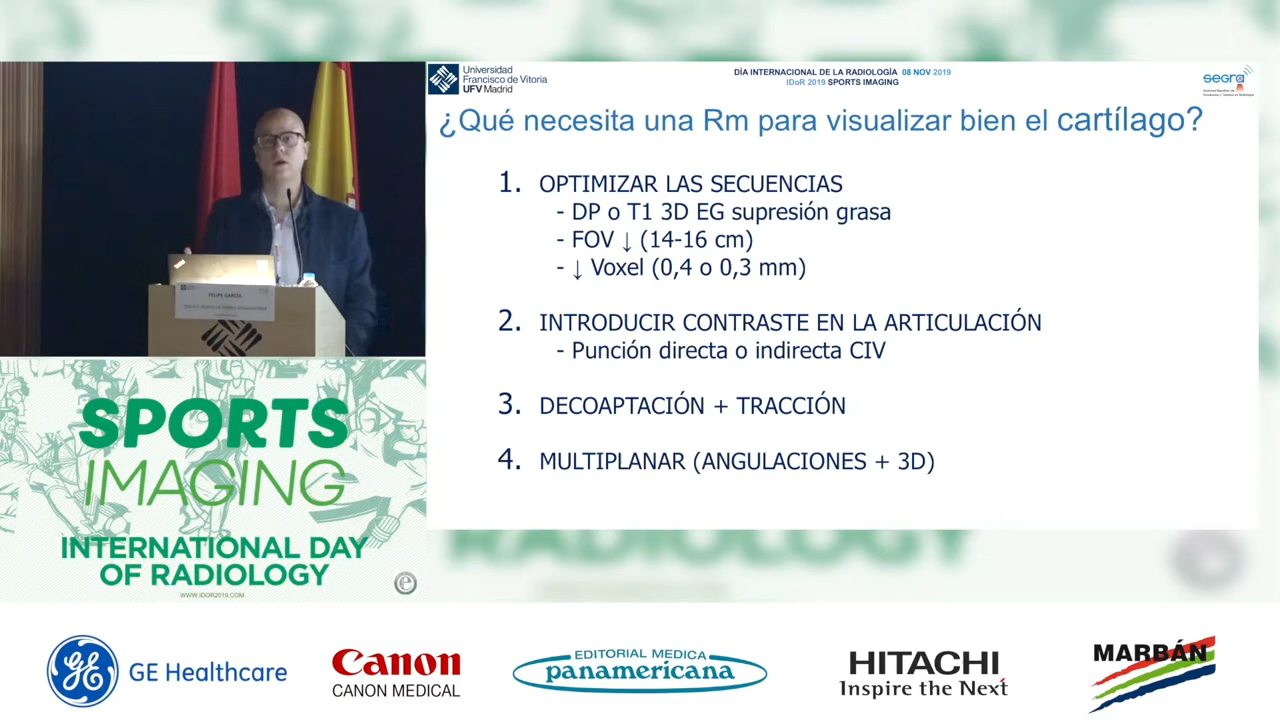 Universidad
Francisco de Vitoria
UFV Madrid
DÍA INTERNACIONAL DE LA RADIOLOGÍA 08 NOV 2019
IDoR 2019 SPORTS IMAGING
segra
¿Qué necesita una Rm para visualizar bien el cartílago?
1. OPTIMIZAR LAS SECUENCIAS
- DP o T1 3D EG supresión grasa
- FOV ↓ (14-16 cm)
- ↓ Voxel (0,4 o 0,3 mm)
2. INTRODUCIR CONTRASTE EN LA ARTICULACIÓN
- Punción directa o indirecta CIV
3. DECOAPTACIÓN + TRACCIÓN
4. MULTIPLANAR (ANGULACIONES + 3D)
FELIPE GARCÍA
SPORTS
IMAGING
INTERNATIONAL DAY
OF RADIOLOGY
WWW.IDOR2019.COM
RADIOLOGY
GE Healthcare
Canon
CANON MEDICAL
EDITORIAL MEDICA
panamericana
HITACHI
Inspire the Next
MARBÁN